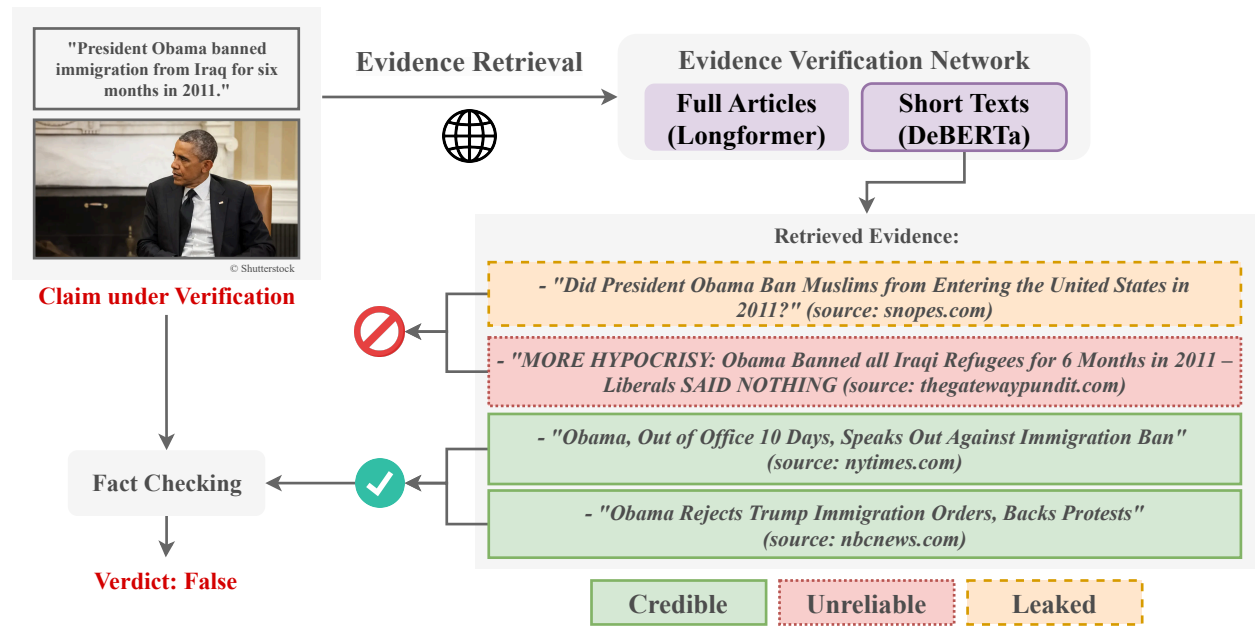 "President Obama banned
immigration from Iraq for six
months in 2011."
© Shutterstock
Claim under Verification
Evidence Retrieval
Evidence Verification Network
Full Articles
(Longformer)
Short Texts
(DeBERTa)
Retrieved Evidence:
- "Did President Obama Ban Muslims from Entering the United States in
2011?" (source: snopes.com)
- "MORE HYPOCRISY: Obama Banned all Iraqi Refugees for 6 Months in 2011 –
Liberals SAID NOTHING (source: thegatewaypundit.com)
- "Obama, Out of Office 10 Days, Speaks Out Against Immigration Ban"
(source: nytimes.com)
- "Obama Rejects Trump Immigration Orders, Backs Protests"
(source: nbcnews.com)
Fact Checking
Verdict: False
Credible
Unreliable
Leaked